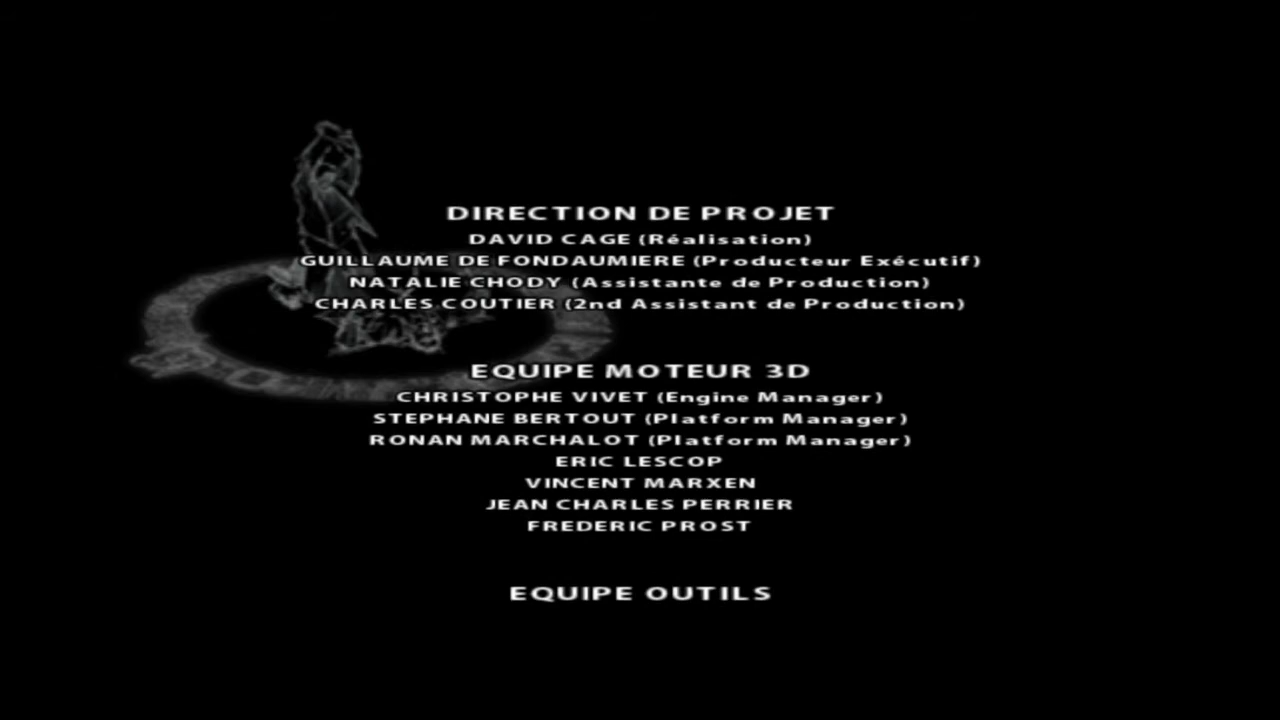 DIRECTION DE PROJET
DAVID CAGE (Réalisation)
GUILLAUME DE FONDAUMIERE (Producteur Exécutif)
NATALIE CHODY (Assistante de Production)
CHARLES COUTIER (2nd Assistant de Production)
EQUIPE MOTEUR 3D
CHRISTOPHE VIVET (Engine Manager)
STEPHANE BERTOUT (Platform Manager)
RONAN MARCHALOT (Platform Manager)
ERIC LESCOP
VINCENT MARXEN
JEAN CHARLES PERRIER
FREDERIC PROST
EQUIPE OUTILS